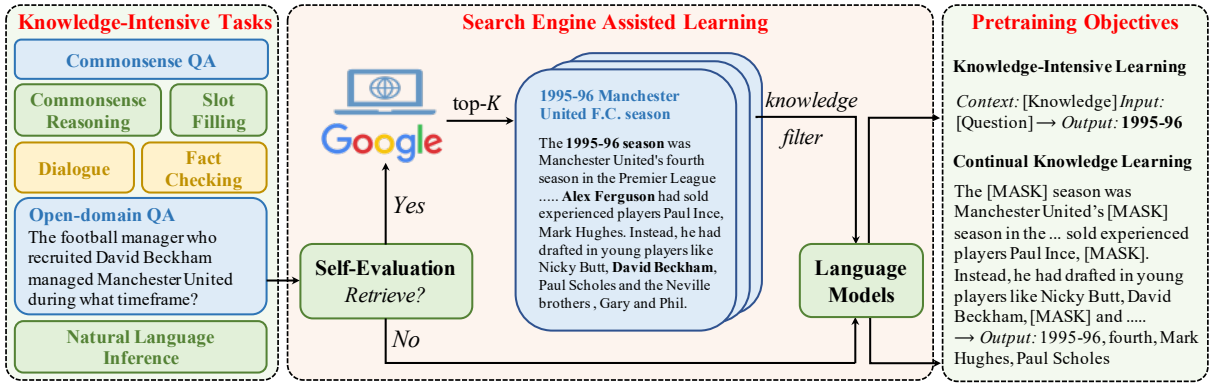 Knowledge-Intensive Tasks
Commonsense QA
Commonsense
Reasoning
Slot
Filling
Dialogue
Fact
Checking
Open-domain QA
The football manager who
recruited David Beckham
managed Manchester United
during what timeframe?
Natural Language
Inference
Search Engine Assisted Learning
Google
top-K
Yes
Self-Evaluation
Retrieve?
No
1995-96 Manchester
United F.C. season
The 1995-96 season was
Manchester United's fourth
season in the Premier League
..... Alex Ferguson had sold
experienced players Paul Ince,
Mark Hughes. Instead, he had
drafted in young players like
Nicky Butt, David Beckham,
Paul Scholes and the Neville
brothers , Gary and Phil.
knowledge
filter
Language
Models
Pretraining Objectives
Knowledge-Intensive Learning
Context: [Knowledge] Input:
[Question] → Output: 1995-96
Continual Knowledge Learning
The [MASK] season was
Manchester United's [MASK]
season in the ... sold experienced
players Paul Ince, [MASK].
Instead, he had drafted in young
players like Nicky Butt, David
Beckham, [MASK] and .....
→ Output: 1995-96, fourth, Mark
Hughes, Paul Scholes